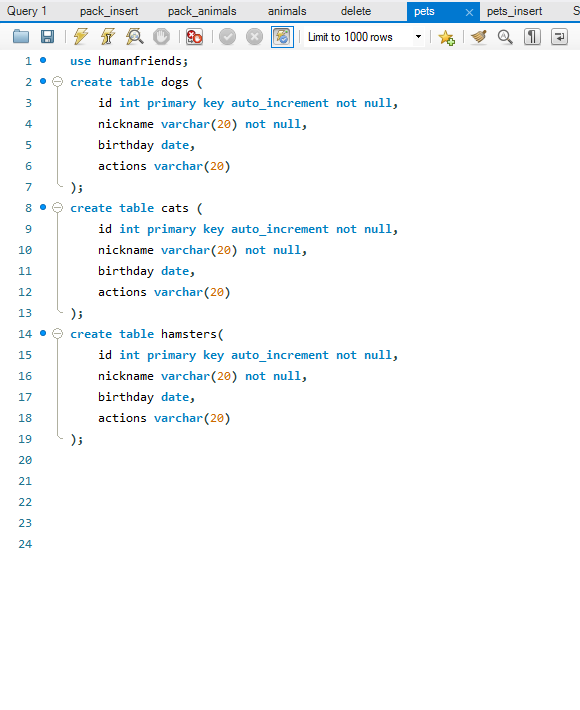 Query 1 pack_insert pack_animals animals delete pets pets_insert S
Limit to 1000 rows
1 use humanfriends;
2 create table dogs (
3 id int primary key auto_increment not null,
4 nickname varchar(20) not null,
5 birthday date,
6 actions varchar(20)
7 );
8 create table cats (
9 id int primary key auto_increment not null,
10 nickname varchar(20) not null,
11 birthday date,
12 actions varchar(20)
13 );
14 create table hamsters(
15 id int primary key auto_increment not null,
16 nickname varchar(20) not null,
17 birthday date,
18 actions varchar(20)
19 );
20
21
22
23
24